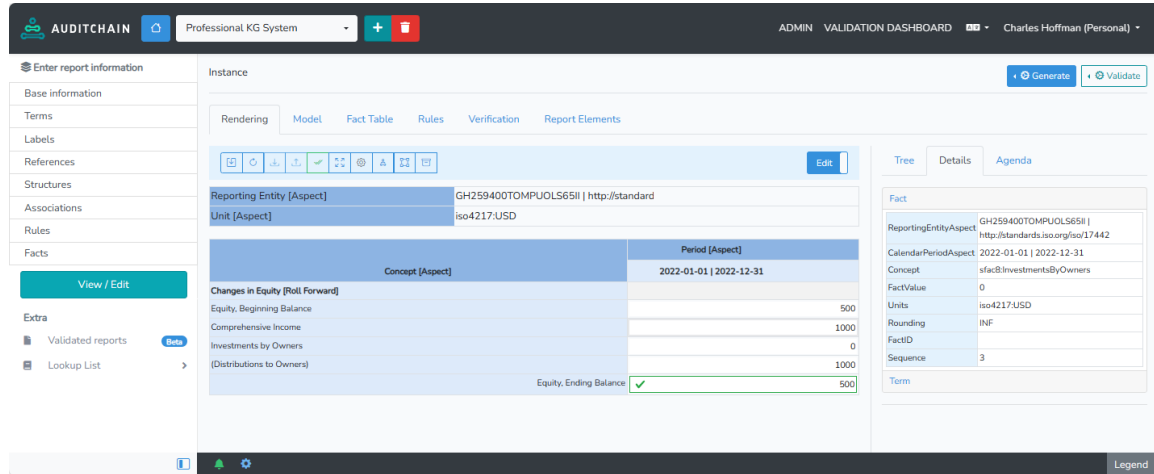 AUDITCHAIN
Professional KG System
ADMIN VALIDATION DASHBOARD
Charles Hoffman (Personal)
Enter report information
Base information
Terms
Labels
References
Structures
Associations
Rules
Facts
View / Edit
Extra
Validated reports Beta
Lookup List
Instance
Generate
Validate
Rendering Model Fact Table Rules Verification Report Elements
Edit
Reporting Entity [Aspect] GH259400TOMPUOLS65II | http://standard
Unit [Aspect] iso4217:USD
Period [Aspect]
Concept [Aspect] 2022-01-01 | 2022-12-31
Changes in Equity [Roll Forward]
Equity, Beginning Balance 500
Comprehensive Income 1000
Investments by Owners 0
(Distributions to Owners) 1000
Equity, Ending Balance 500
Tree Details Agenda
Fact
ReportingEntityAspect GH259400TOMPUOLS65II |
http://standards.iso.org/iso/17442
CalendarPeriodAspect 2022-01-01 | 2022-12-31
Concept sfac8:InvestmentsByOwners
FactValue 0
Units iso4217:USD
Rounding INF
FactID
Sequence 3
Term
Legend